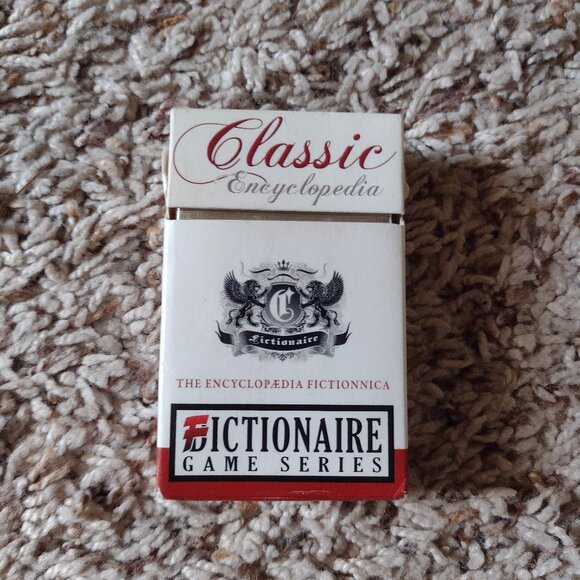 Classic
Encyclopedia
C
Fictionaire
THE ENCYCLOPÆDIA FICTIONNICA
FICTIONAIRE
GAME SERIES